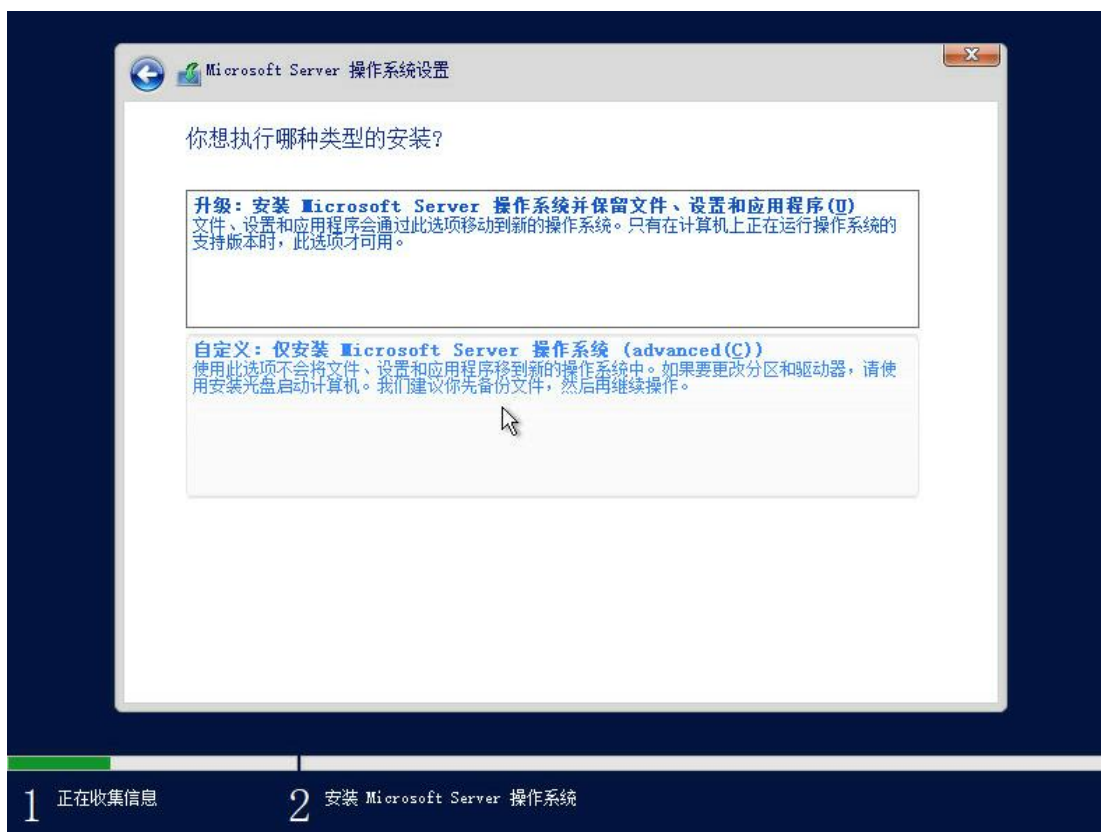 Microsoft Server 操作系统设置
你想执行哪种类型的安装?
升级: 安装 Microsoft Server 操作系统并保留文件、设置和应用程序(U)
文件、设置和应用程序会通过此选项移动到新的操作系统。只有在计算机上正在运行操作系统的
支持版本时，此选项才可用。
自定义: 仅安装 Microsoft Server 操作系统 (advanced(C))
使用此选项不会将文件、设置和应用程序移到新的操作系统中。如果要更改分区和驱动器，请使
用安装光盘启动计算机。我们建议你先备份文件，然后再继续操作。
1 正在收集信息
2 安装 Microsoft Server 操作系统